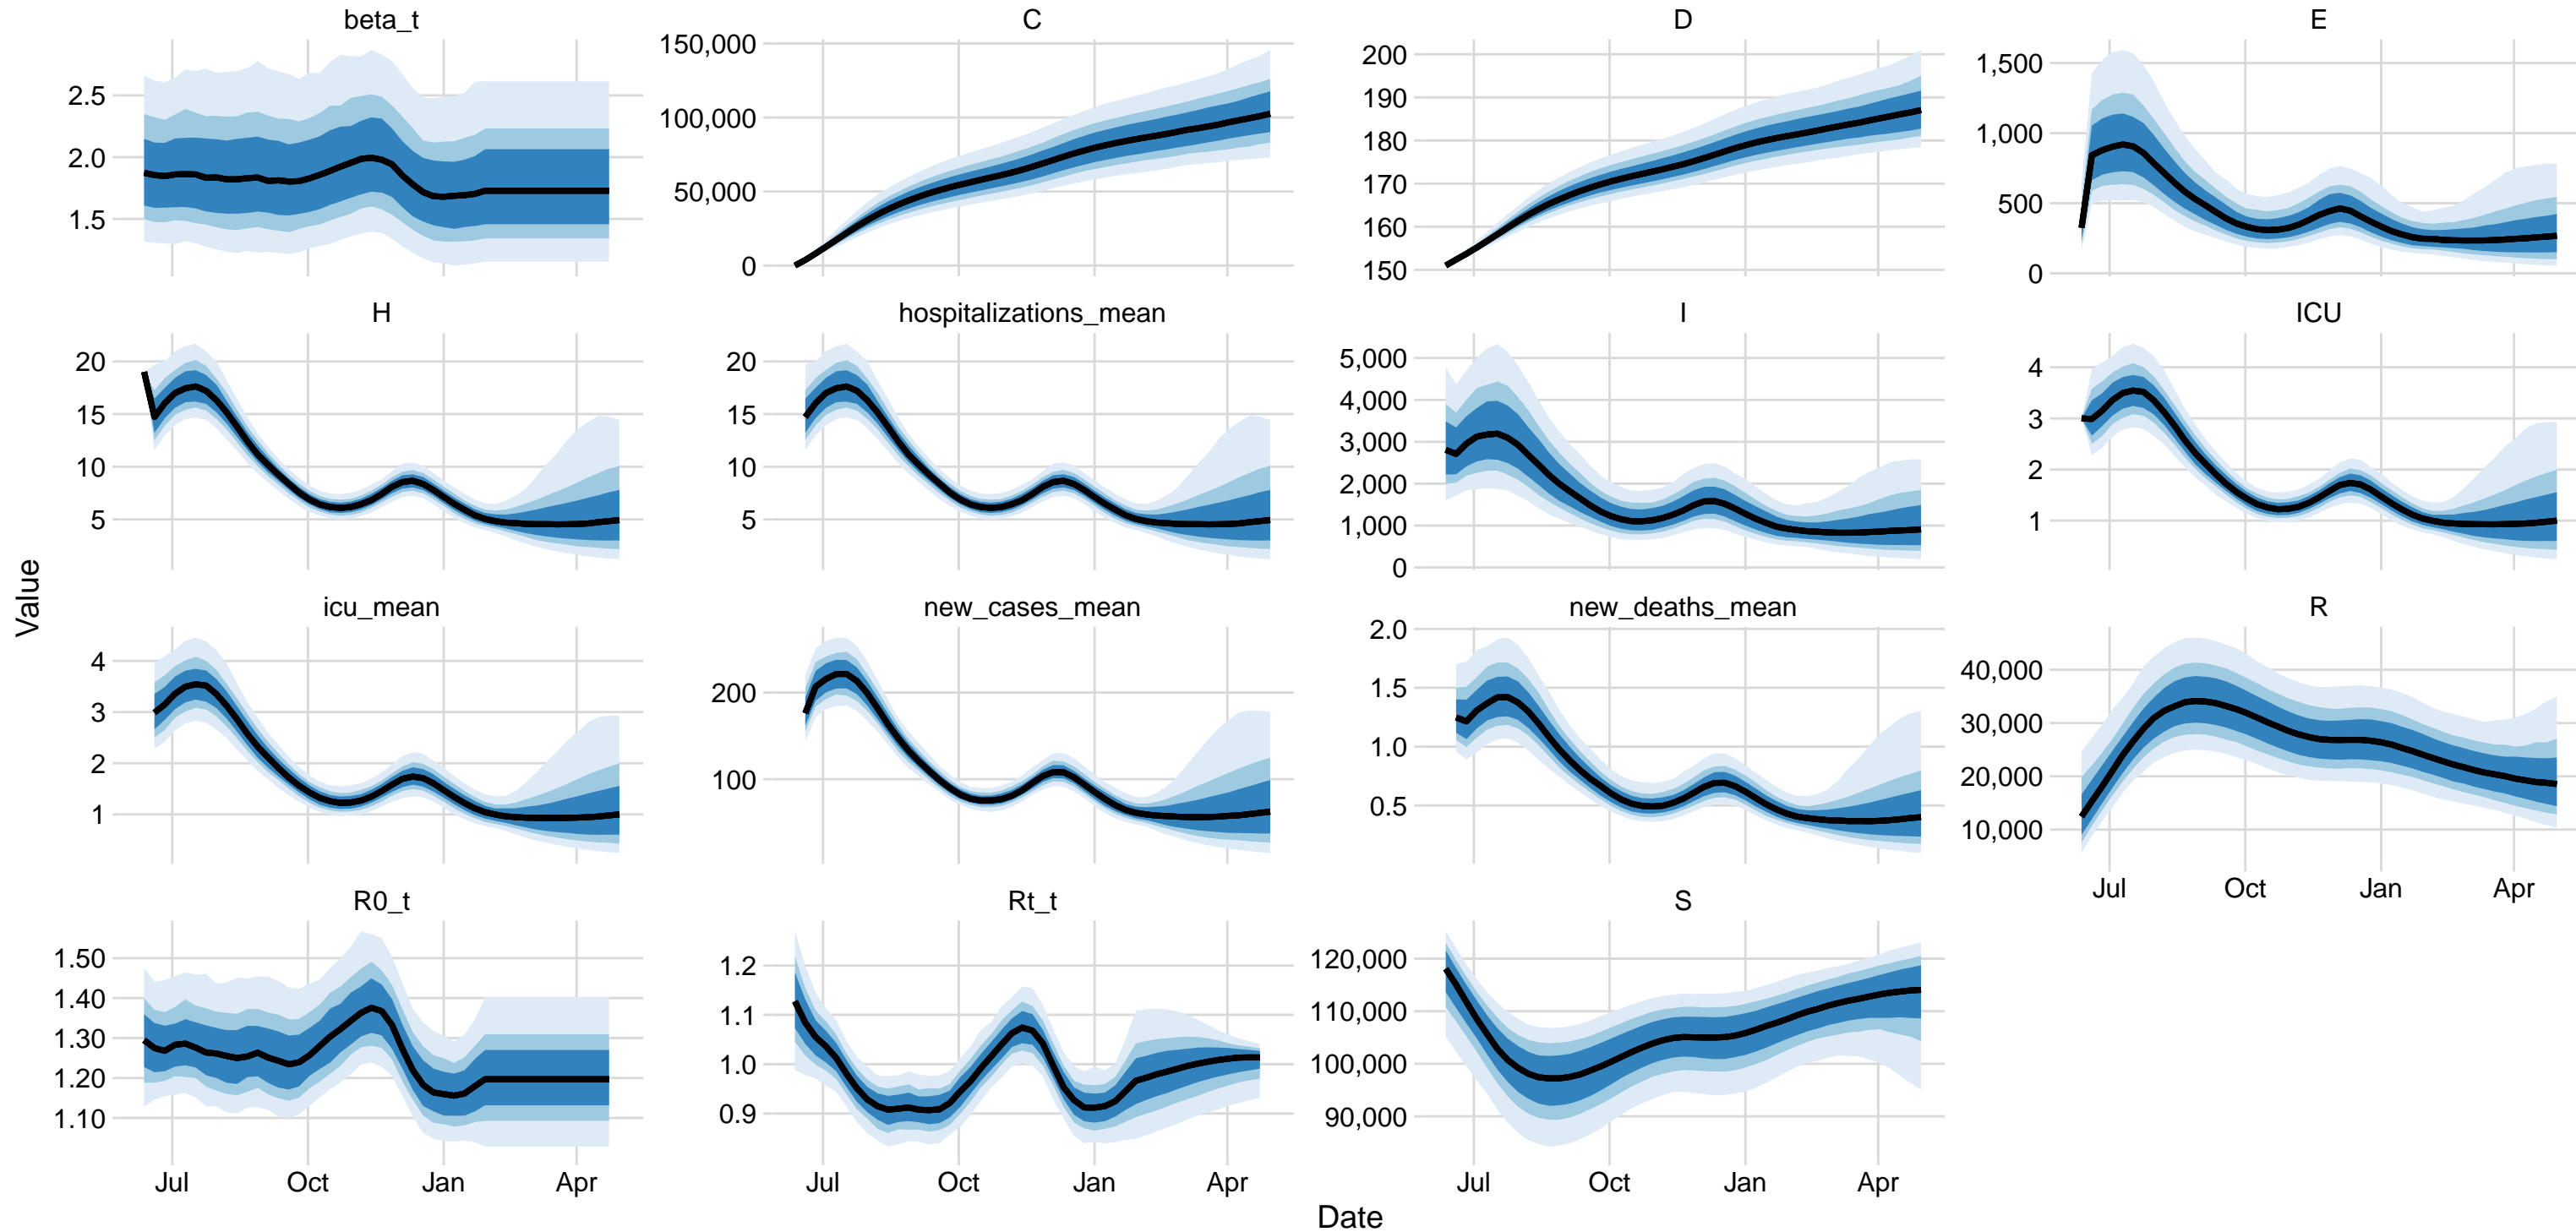 beta_t
C
D
E
2.5
2.0
1.5
150,000
100,000
50,000
0
200
190
180
170
160
150
1,500
1,000
500
0
H
hospitalizations_mean
I
ICU
20
15
10
5
20
15
10
5
5,000
4,000
3,000
2,000
1,000
0
4
3
2
1
Value
icu_mean
new_cases_mean
new_deaths_mean
R
4
3
2
1
200
100
2.0
1.5
1.0
0.5
40,000
30,000
20,000
10,000
Jul Oct Jan Apr
R0_t
Rt_t
S
1.50
1.40
1.30
1.20
1.10
1.2
1.1
1.0
0.9
120,000
110,000
100,000
90,000
Jul Oct Jan Apr
Jul Oct Jan Apr
Jul Oct Jan Apr
Date